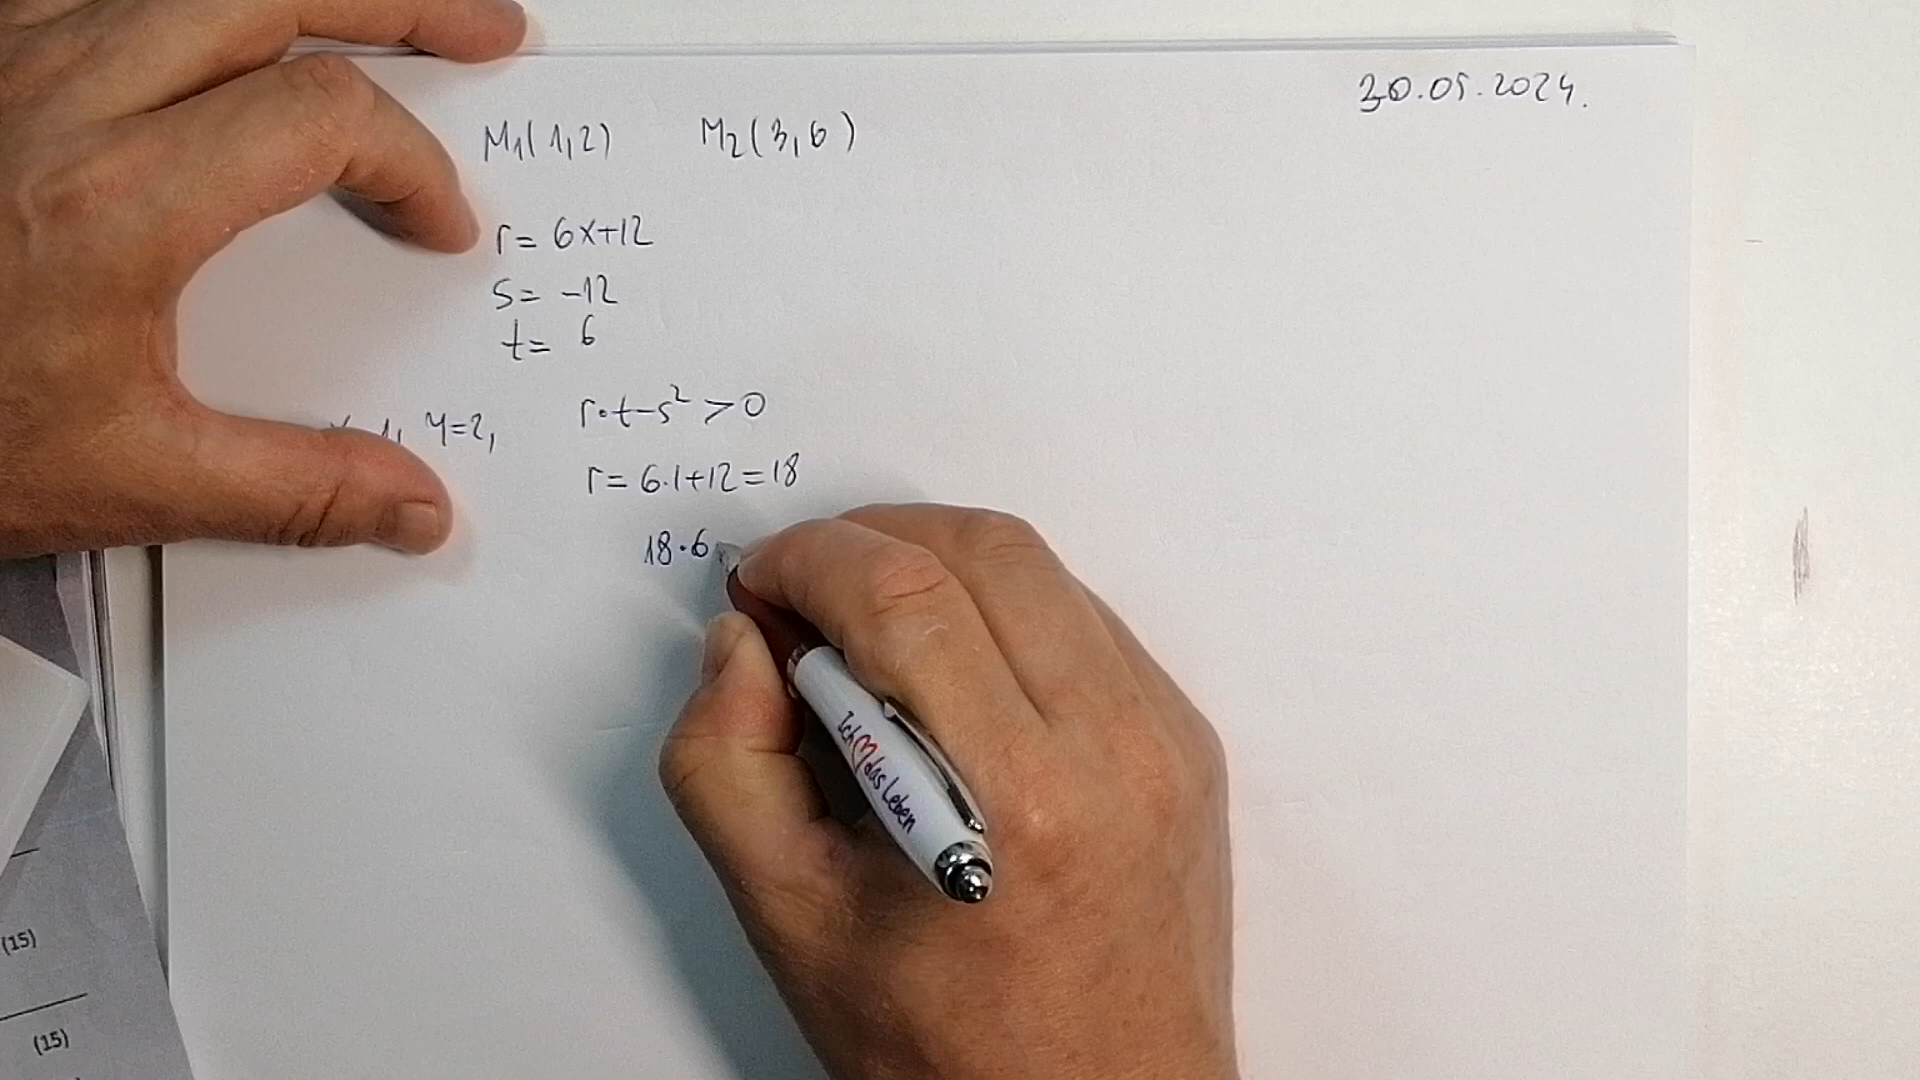 30.05.2024.
M1(1,2) M2(3,6)
r= 6x+12
s= -12
t= 6
r•t-s² >0
y=2,
r= 6.1+12=18
18•6
Ich ♥ das Leben
(15)
(15)